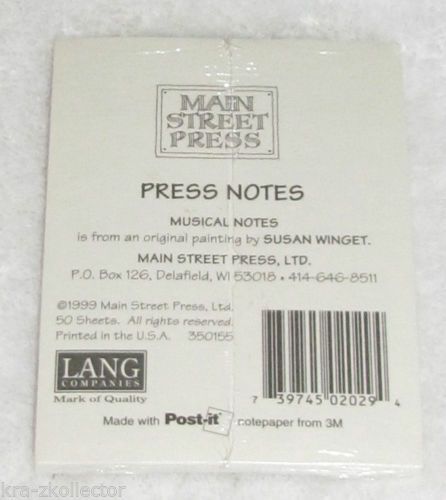 MAIN
STREET
PRESS
PRESS NOTES
MUSICAL NOTES
is from an original painting by SUSAN WINGET.
MAIN STREET PRESS, LTD.
P.O. Box 126, Delafield, WI 53018 • 414-646-8511
©1999 Main Street Press, Ltd.
50 Sheets. All rights reserved.
Printed in the U.S.A. 350155
LANG
COMPANIES
Mark of Quality
7 39745 02029 4
Made with Post-it notepaper from 3M
kra-zkollector